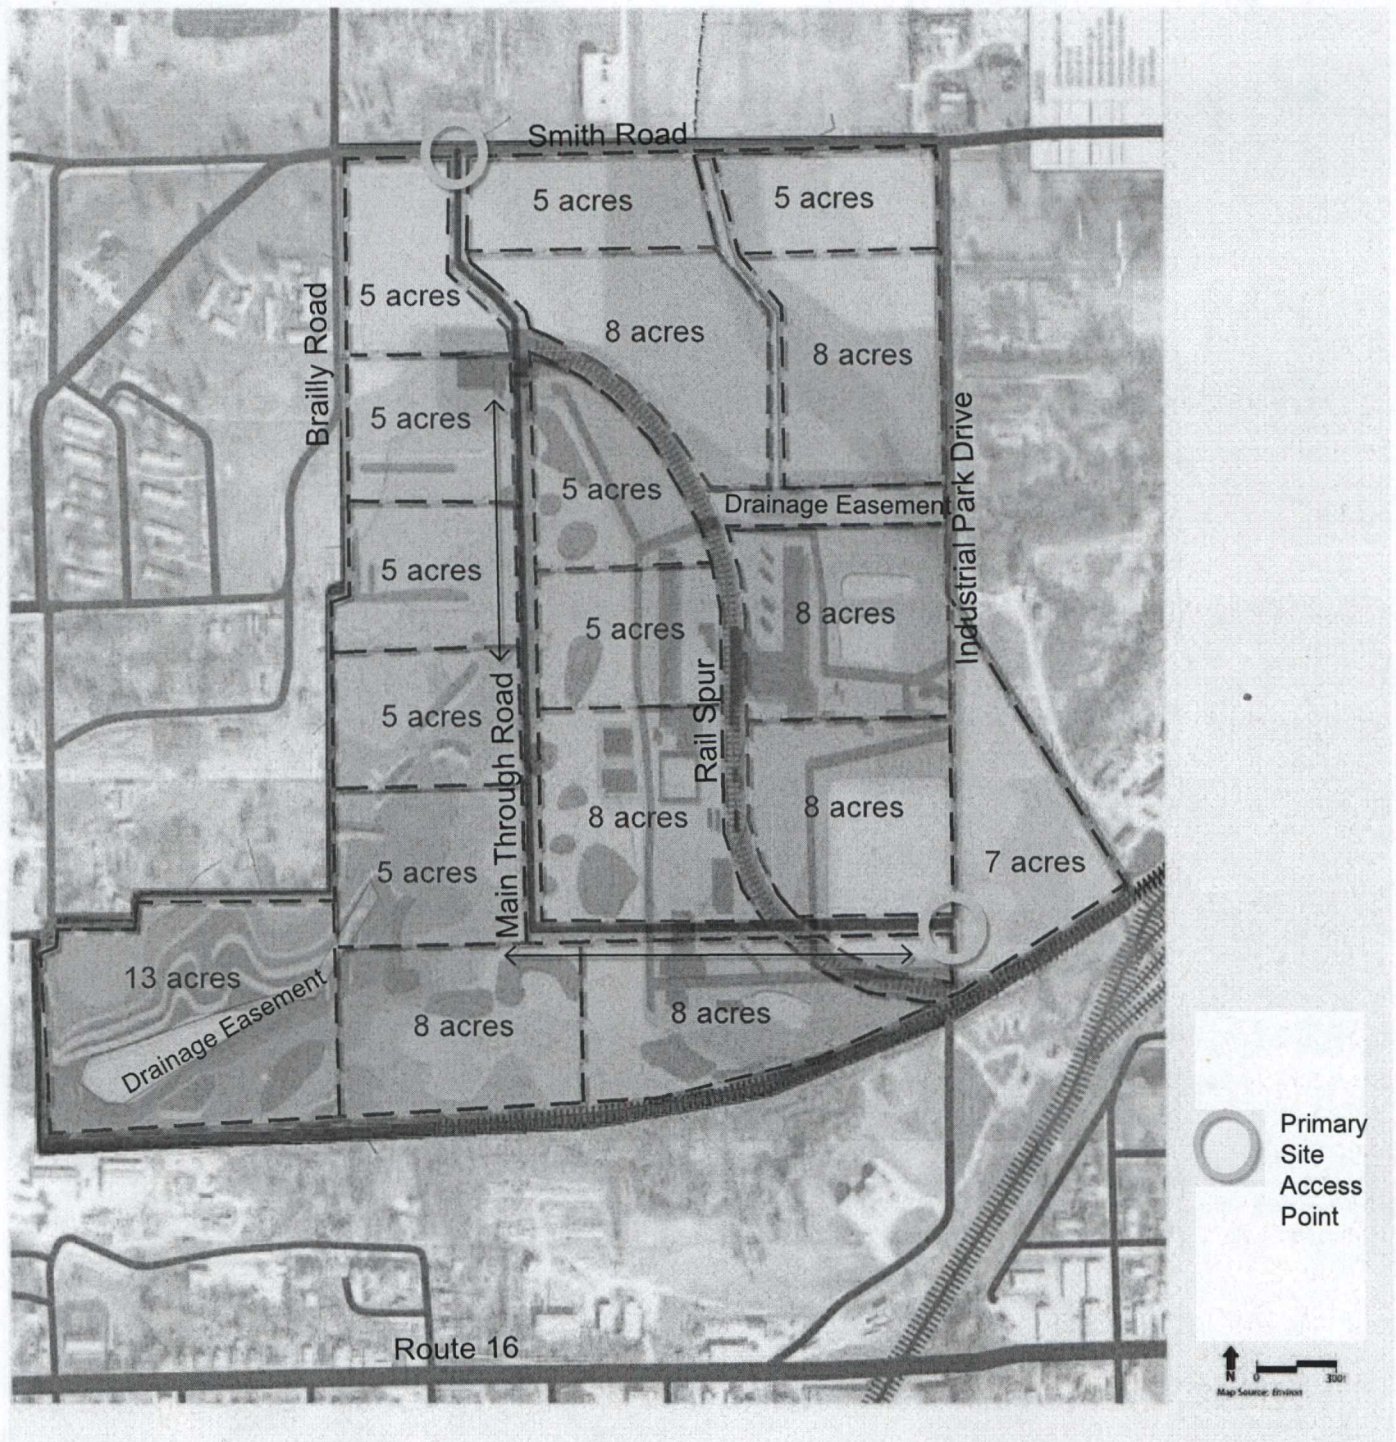 Smith Road
5 acres
5 acres
5 acres
8 acres
8 acres
Brailly Road
5 acres
Industrial Park Drive
5 acres
Drainage Easement
5 acres
5 acres
8 acres
5 acres
Rail Spur
Main Through Road
8 acres
8 acres
7 acres
5 acres
13 acres
Drainage Easement
8 acres
8 acres
Primary
Site
Access
Point
Route 16
N
0
300'
Map Source: Environ